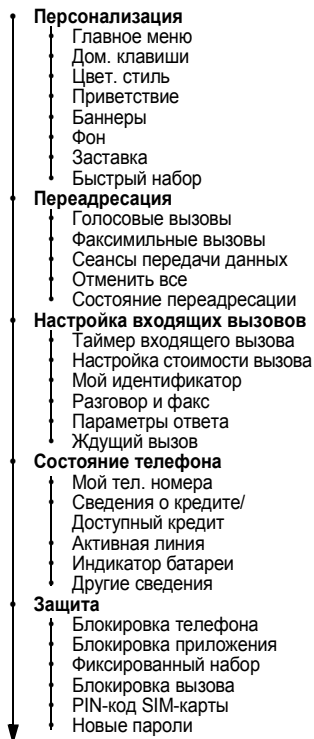 Персонализация
Главное меню
Дом. клавиши
Цвет. стиль
Приветствие
Баннеры
Фон
Заставка
Быстрый набор
Переадресация
Голосовые вызовы
Факсимильные вызовы
Сеансы передачи данных
Отменить все
Состояние переадресации
Настройка входящих вызовов
Таймер входящего вызова
Настройка стоимости вызова
Мой идентификатор
Разговор и факс
Параметры ответа
Ждущий вызов
Состояние телефона
Мой тел. номера
Сведения о кредите/
Доступный кредит
Активная линия
Индикатор батареи
Другие сведения
Защита
Блокировка телефона
Блокировка приложения
Фиксированный набор
Блокировка вызова
PIN-код SIM-карты
Новые пароли